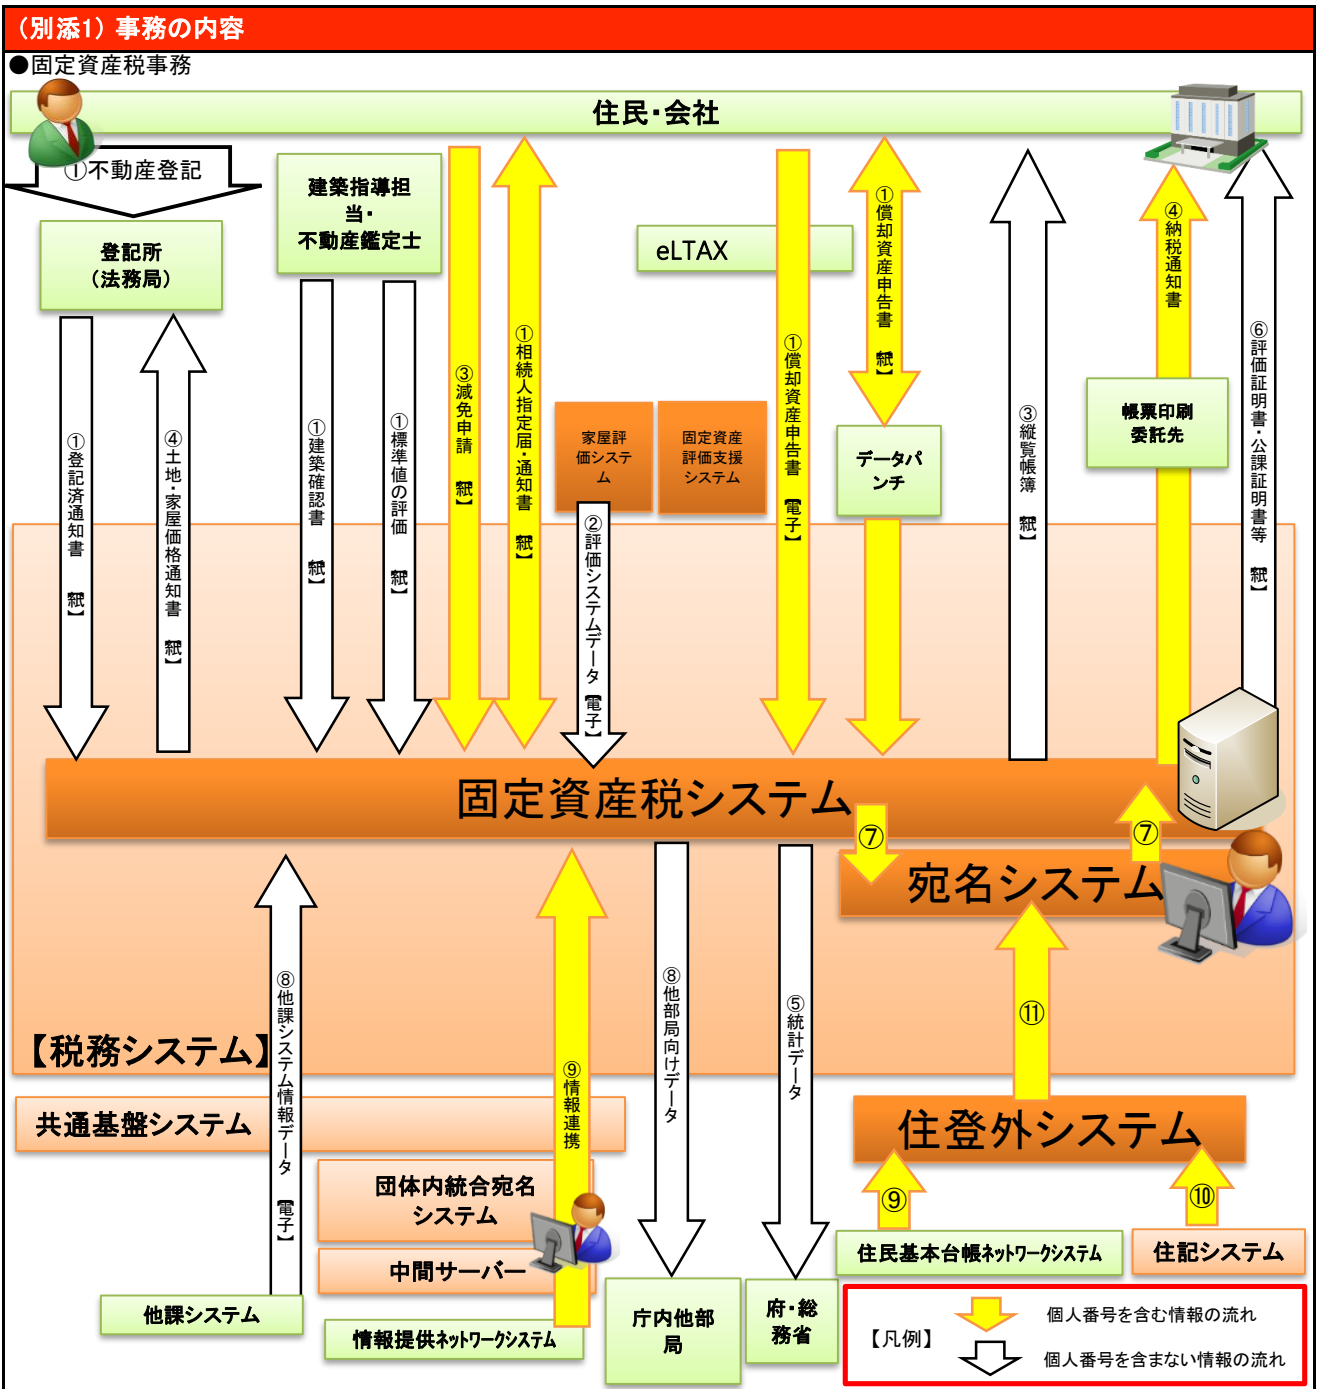 （別添1）事務の内容
●固定資産税事務
住民・会社
①不動産登記
登記所
（法務局）
建築指導担
当・
不動産鑑定士
eLTAX
①登記済通知書　【紙】
④土地・家屋価格通知書　【紙】
①建築確認書　【紙】
①標準値の評価　【紙】
③減免申請　【紙】
①相続人指定届・通知書　【紙】
家屋評
価システ
ム
固定資産
評価支援
システム
②評価システムデータ【電子】
①償却資産申告書　【電子】
①償却資産申告書　【紙】
データパ
ンチ
③縦覧帳簿　【紙】
④納税通知書
帳票印刷
委託先
⑥評価証明書・公課証明書等　【紙】
固定資産税システム
⑦
⑦
宛名システム
【税務システム】
⑧他課システム情報データ　【電子】
⑨情報連携
⑧他部局向けデータ
⑤統計データ
⑪
共通基盤システム
住登外システム
団体内統合宛名
システム
中間サーバー
⑨
⑩
住民基本台帳ネットワークシステム
住記システム
他課システム
情報提供ネットワークシステム
庁内他部
局
府・総
務省
【凡例】
個人番号を含む情報の流れ
個人番号を含まない情報の流れ